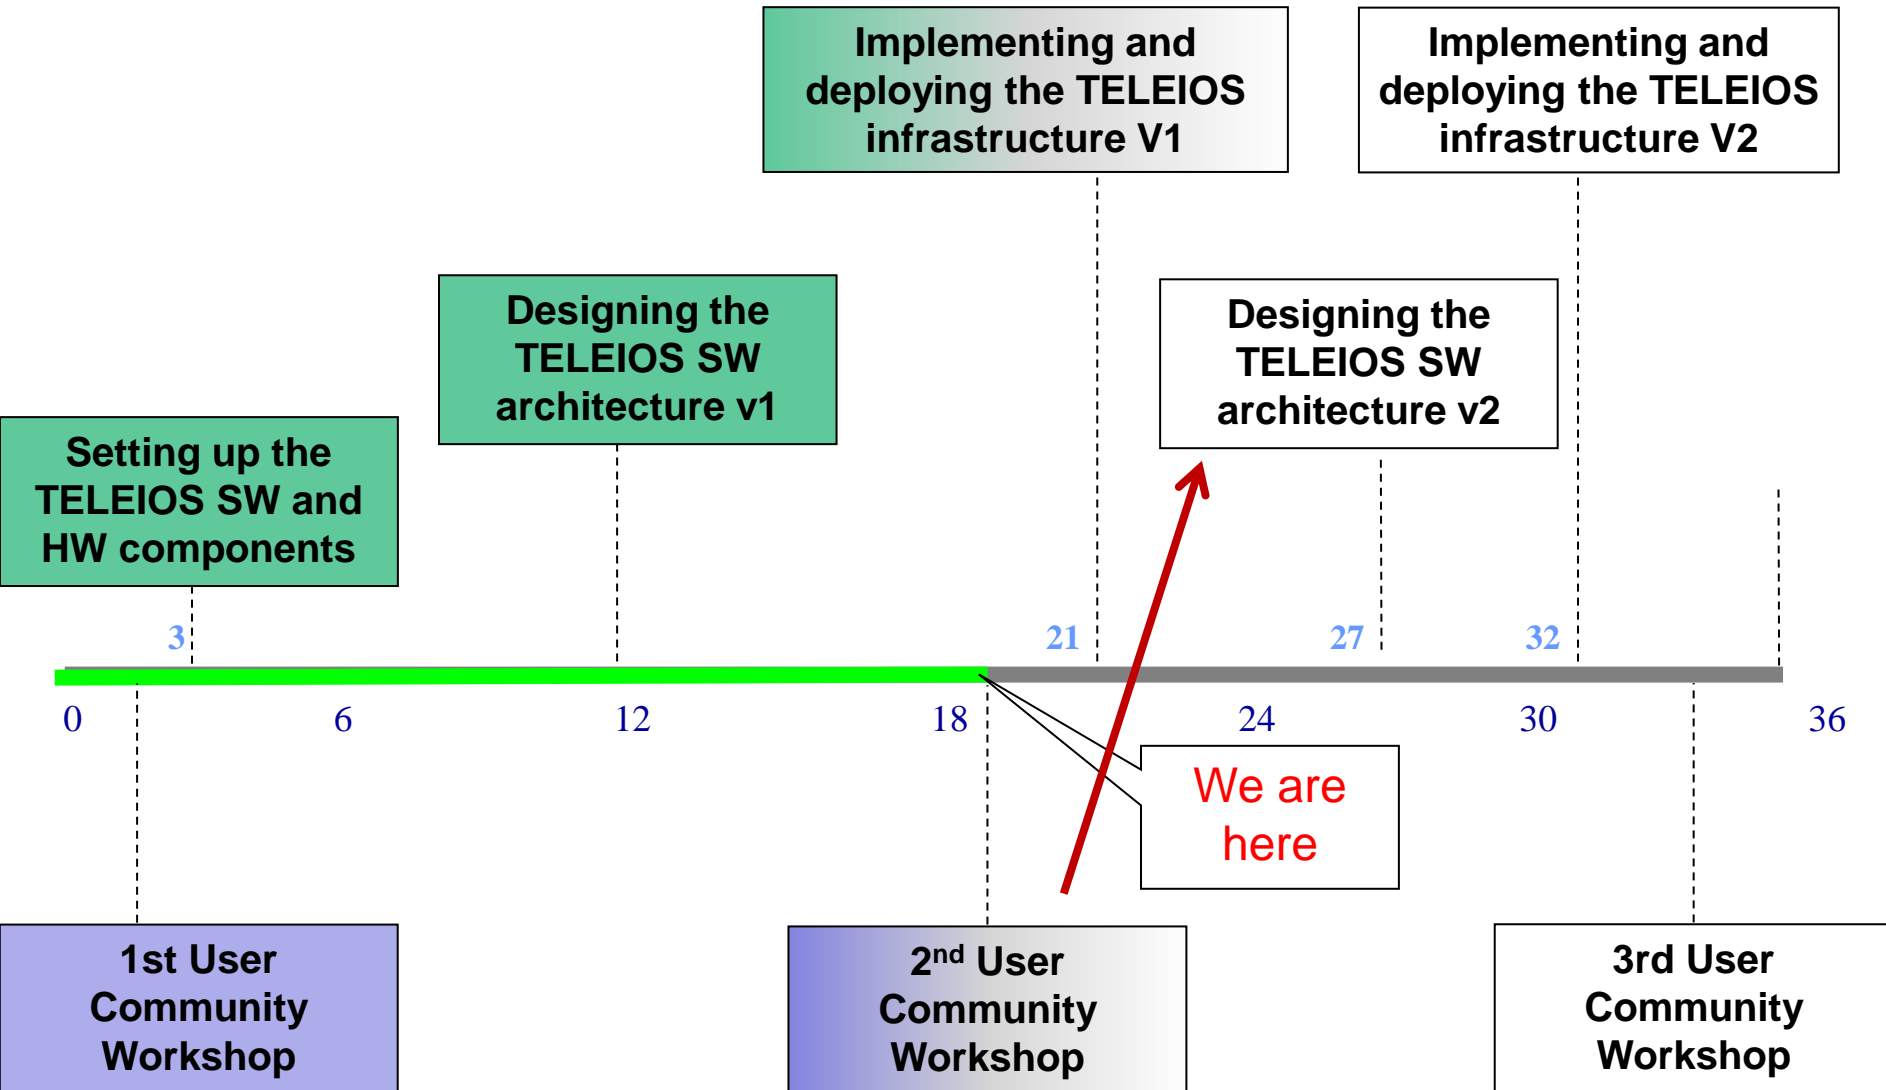 Implementing and
deploying the TELEIOS
infrastructure V1
Implementing and
deploying the TELEIOS
infrastructure V2
Designing the
TELEIOS SW
architecture v1
Designing the
TELEIOS SW
architecture v2
Setting up the
TELEIOS SW and
HW components
3
21
27
32
0
6
12
18
24
30
36
We are
here
1st User
Community
Workshop
2nd User
Community
Workshop
3rd User
Community
Workshop